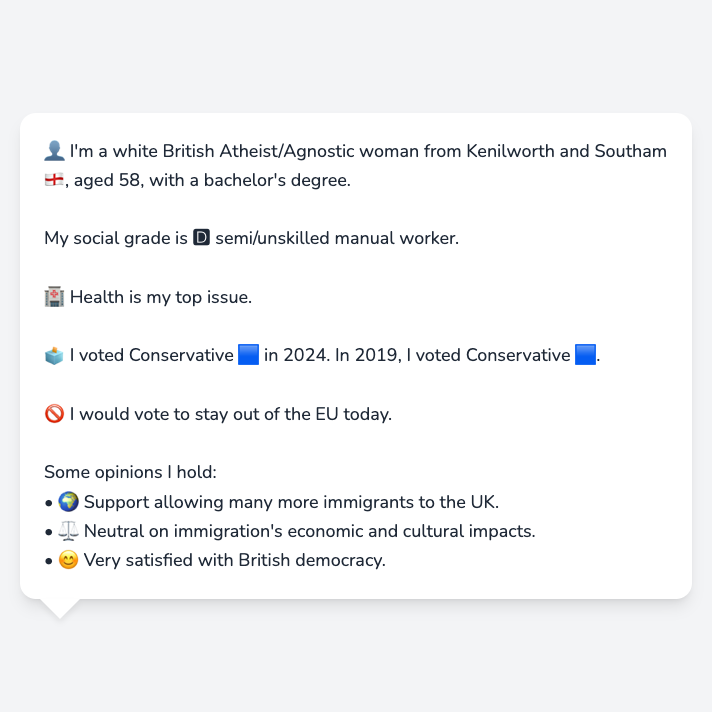 👤 I'm a white British Atheist/Agnostic woman from Kenilworth and Southam
🏴󠁧󠁢󠁥󠁮󠁧󠁿, aged 58, with a bachelor's degree.
My social grade is 🅳 semi/unskilled manual worker.
🏥 Health is my top issue.
🗳️ I voted Conservative 🟦 in 2024. In 2019, I voted Conservative 🟦.
🚫 I would vote to stay out of the EU today.
Some opinions I hold:
• 🌍 Support allowing many more immigrants to the UK.
• ⚖️ Neutral on immigration's economic and cultural impacts.
• 😊 Very satisfied with British democracy.